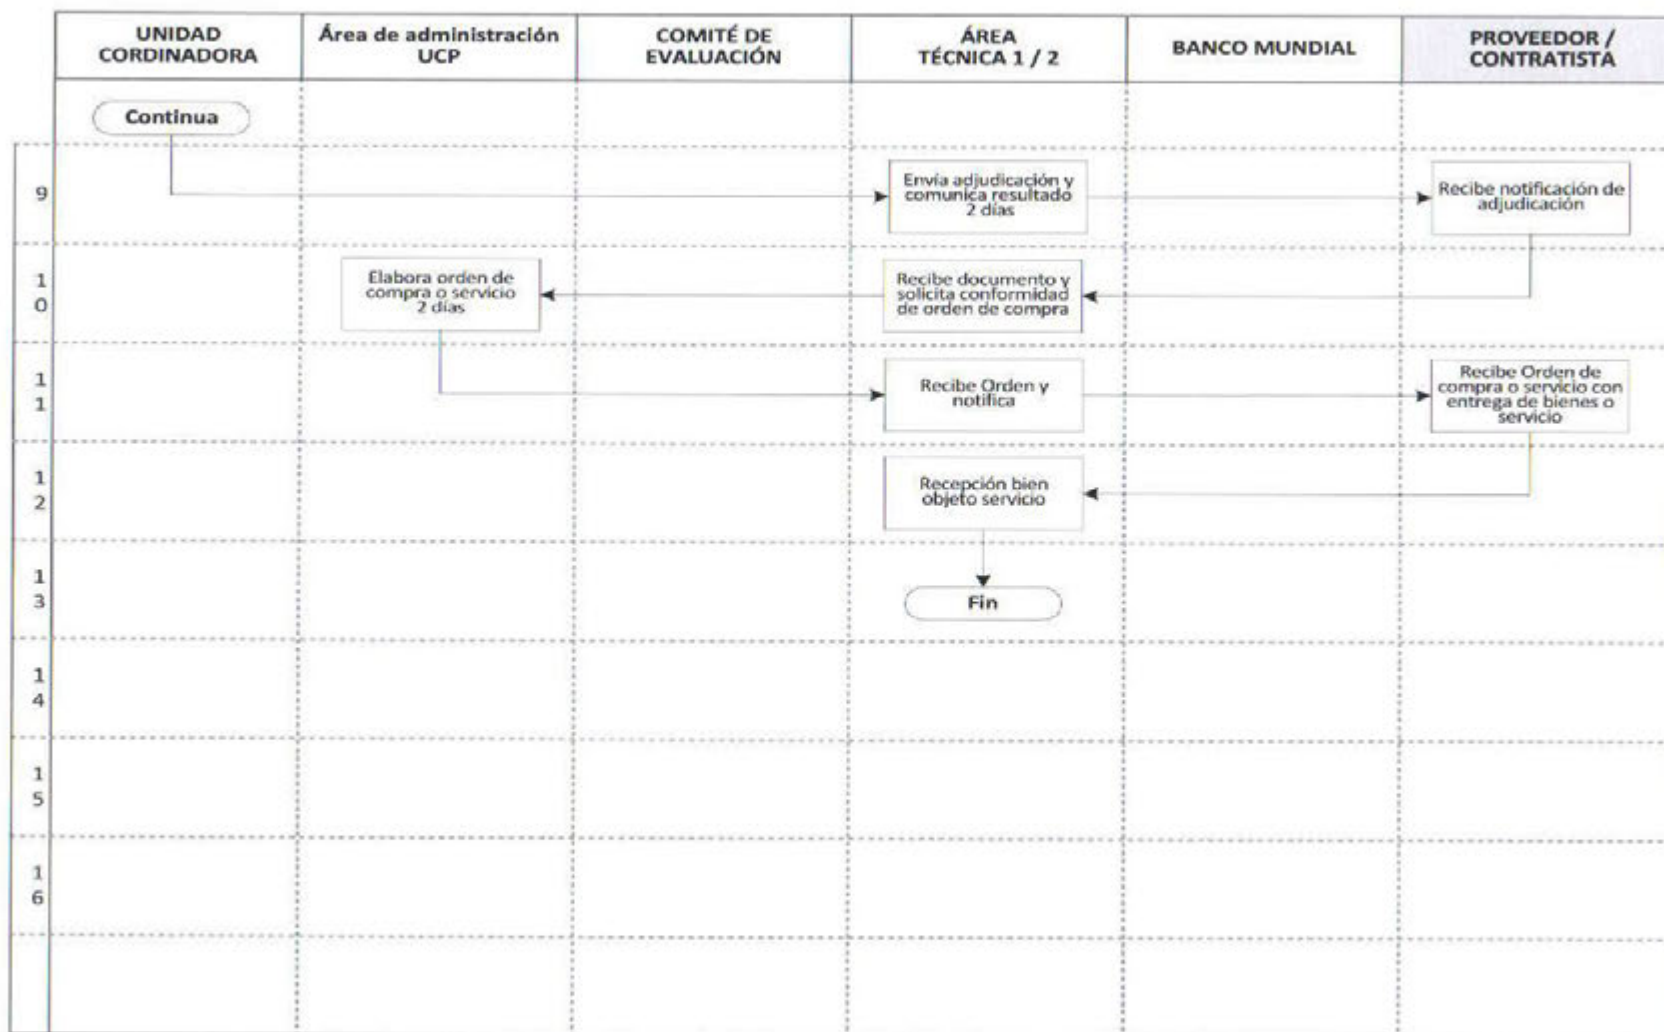 UNIDAD
CORDINADORA
Área de administración
UCP
COMITÉ DE
EVALUACIÓN
ÁREA
TÉCNICA 1 / 2
BANCO MUNDIAL
PROVEEDOR /
CONTRATISTA
Continua
9
Envía adjudicación y
comunica resultado
2 días
Recibe notificación de
adjudicación
1
0
Elabora orden de
compra o servicio
2 días
Recibe documento y
solicita conformidad
de orden de compra
1
1
Recibe Orden y
notifica
Recibe Orden de
compra o servicio con
entrega de bienes o
servicio
1
2
Recepción bien
objeto servicio
1
3
Fin
1
4
1
5
1
6